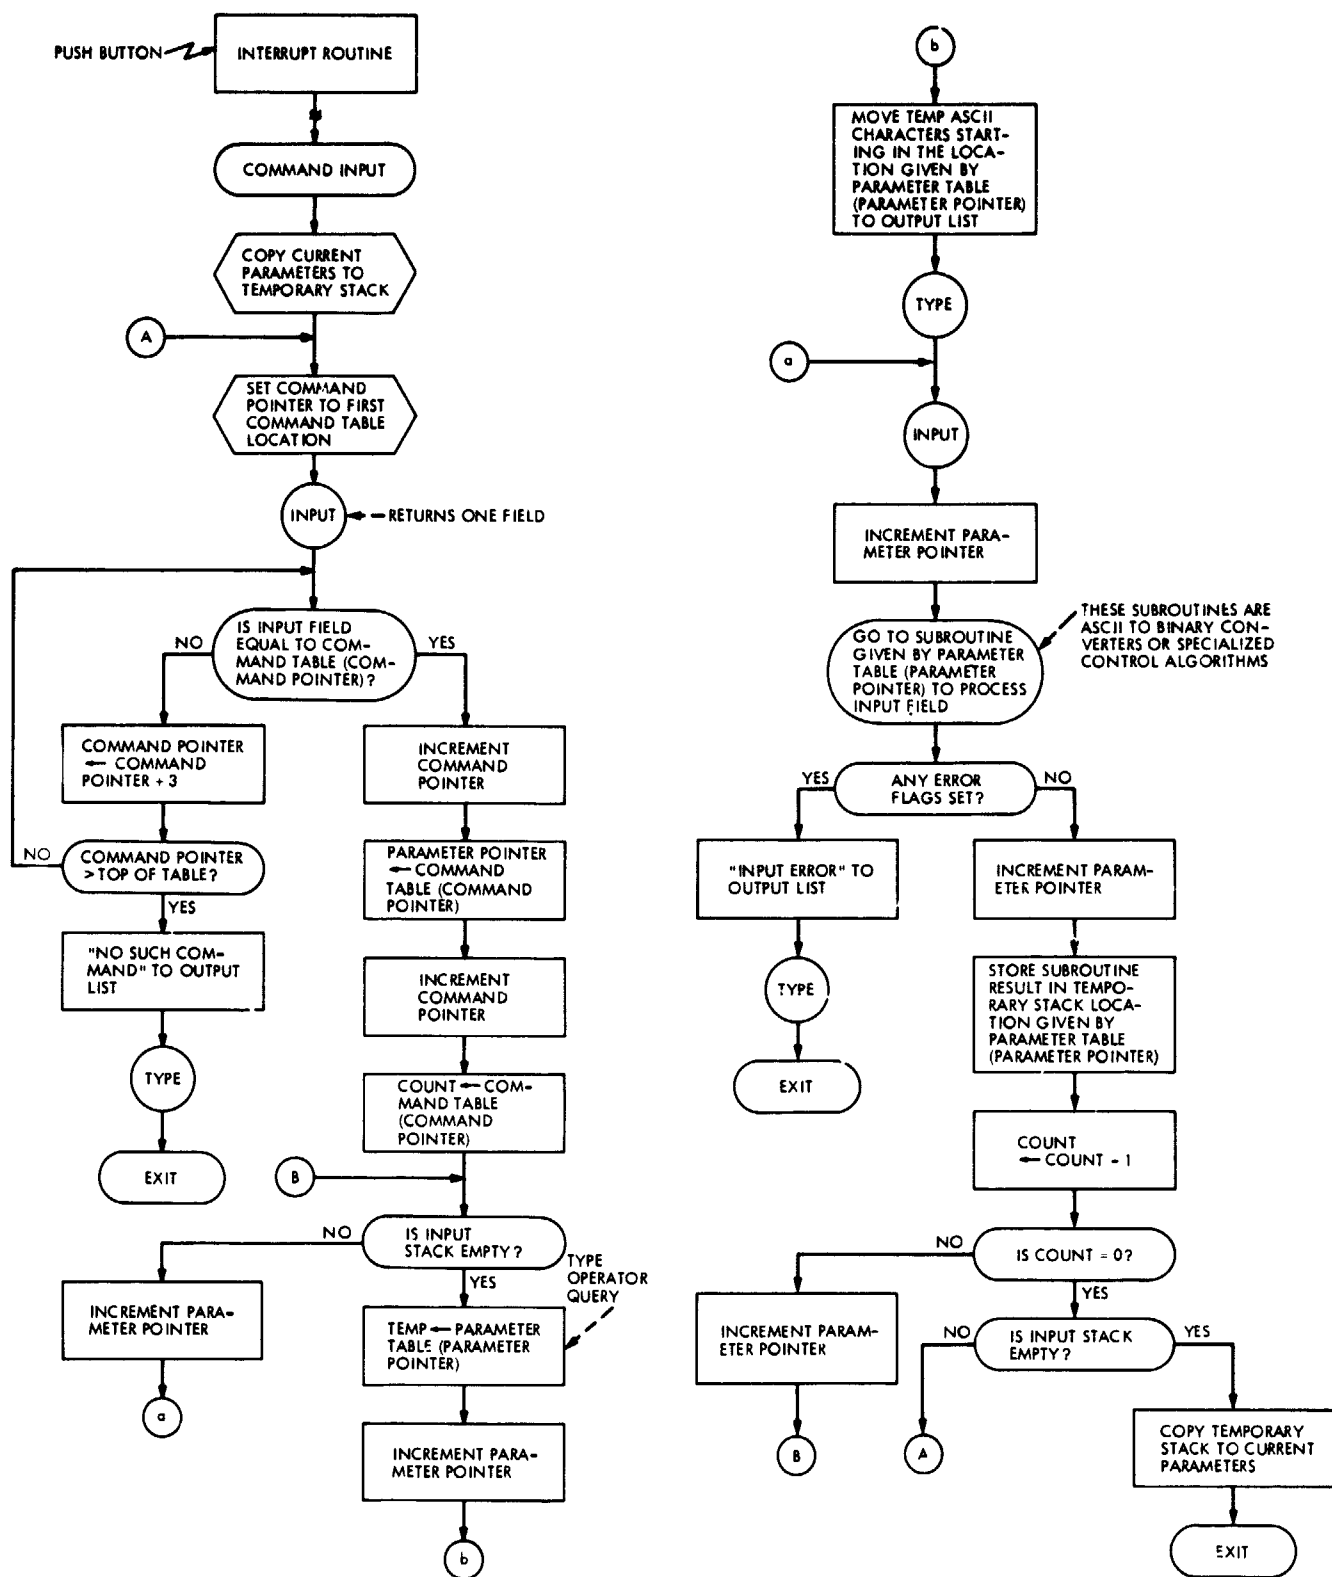 PUSH BUTTON
INTERRUPT ROUTINE
COMMAND INPUT
COPY CURRENT
PARAMETERS TO
TEMPORARY STACK
A
SET COMMAND
POINTER TO FIRST
COMMAND TABLE
LOCATION
INPUT
RETURNS ONE FIELD
IS INPUT FIELD
EQUAL TO COM-
MAND TABLE (COM-
MAND POINTER)?
NO
YES
COMMAND POINTER
← COMMAND
POINTER + 3
INCREMENT
COMMAND
POINTER
NO
COMMAND POINTER
> TOP OF TABLE?
YES
PARAMETER POINTER
← COMMAND
TABLE (COMMAND
POINTER)
"NO SUCH COM-
MAND" TO OUTPUT
LIST
INCREMENT
COMMAND
POINTER
TYPE
COUNT ← COM-
MAND TABLE
(COMMAND
POINTER)
EXIT
B
NO
IS INPUT
STACK EMPTY?
YES
TYPE
OPERATOR
QUERY
INCREMENT PARA-
METER POINTER
TEMP ← PARAMETER
TABLE (PARAMETER
POINTER)
a
INCREMENT PARA-
METER POINTER
b
b
MOVE TEMP ASCII
CHARACTERS START-
ING IN THE LOCA-
TION GIVEN BY
PARAMETER TABLE
(PARAMETER POINTER)
TO OUTPUT LIST
TYPE
a
INPUT
INCREMENT PARA-
METER POINTER
THESE SUBROUTINES ARE
ASCII TO BINARY CON-
VERTERS OR SPECIALIZED
CONTROL ALGORITHMS
GO TO SUBROUTINE
GIVEN BY PARAMETER
TABLE (PARAMETER
POINTER) TO PROCESS
INPUT FIELD
YES
ANY ERROR
FLAGS SET?
NO
"INPUT ERROR" TO
OUTPUT LIST
INCREMENT PARAM-
ETER POINTER
TYPE
STORE SUBROUTINE
RESULT IN TEMPO-
RARY STACK LOCA-
TION GIVEN BY
PARAMETER TABLE
(PARAMETER POINTER)
EXIT
COUNT
← COUNT - 1
NO
IS COUNT = 0?
YES
INCREMENT PARAM-
ETER POINTER
NO
IS INPUT STACK
EMPTY?
YES
B
A
COPY TEMPORARY
STACK TO CURRENT
PARAMETERS
EXIT